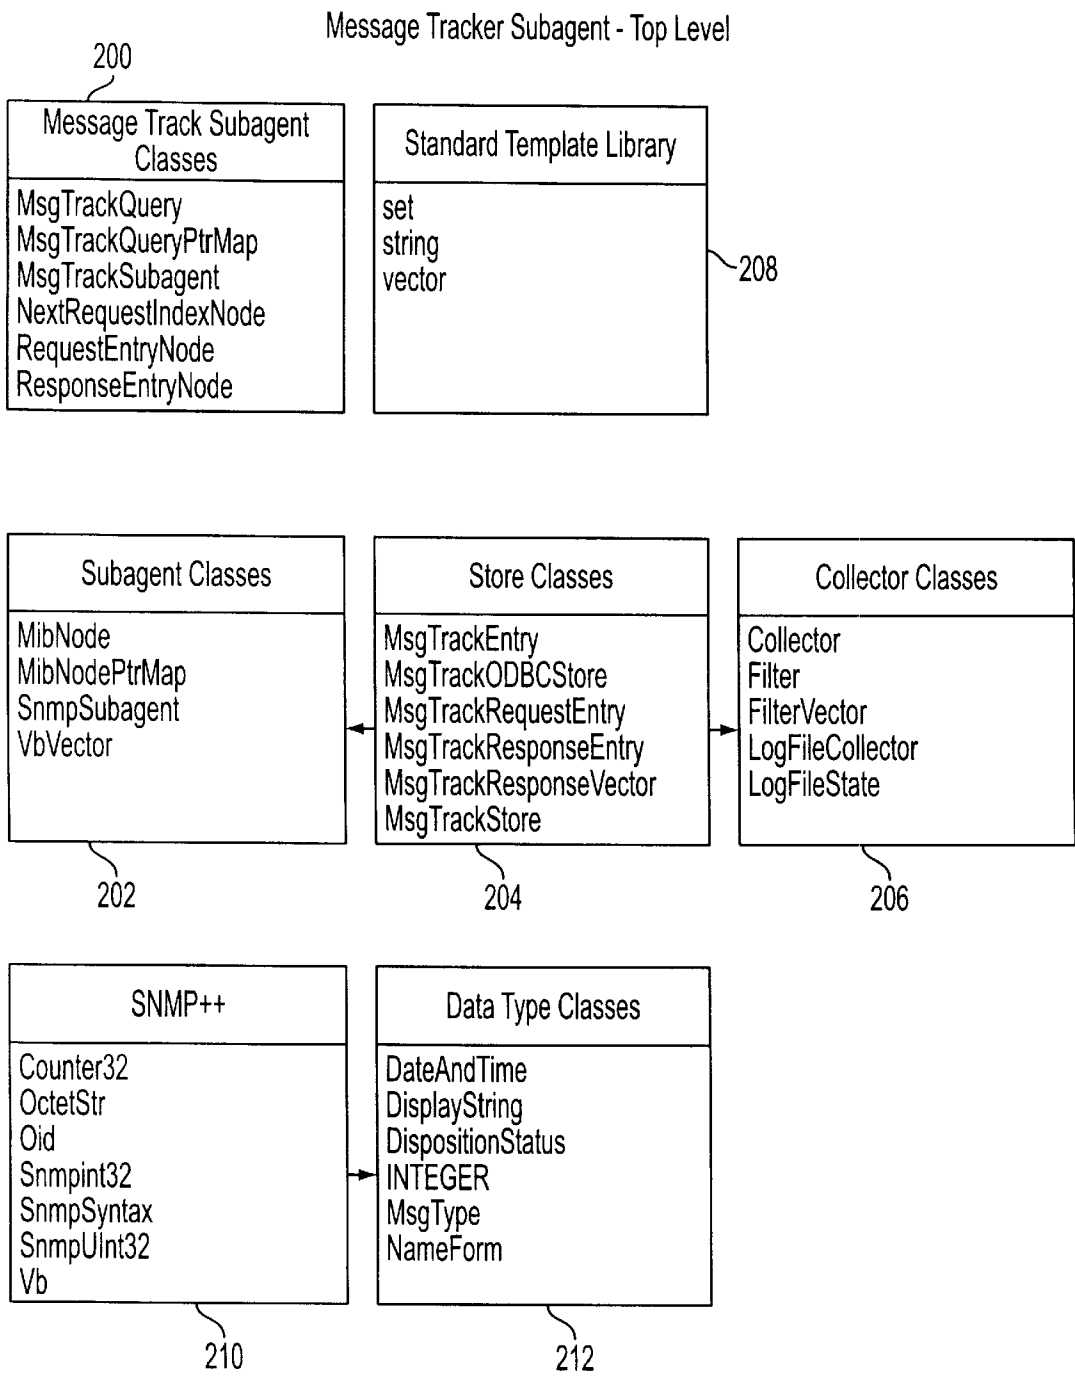 Message Tracker Subagent - Top Level
200
Message Track Subagent
Classes
MsgTrackQuery
MsgTrackQueryPtrMap
MsgTrackSubagent
NextRequestIndexNode
RequestEntryNode
ResponseEntryNode
Standard Template Library
set
string
vector
208
Subagent Classes
MibNode
MibNodePtrMap
SnmpSubagent
VbVector
202
Store Classes
MsgTrackEntry
MsgTrackODBCStore
MsgTrackRequestEntry
MsgTrackResponseEntry
MsgTrackResponseVector
MsgTrackStore
204
Collector Classes
Collector
Filter
FilterVector
LogFileCollector
LogFileState
206
SNMP++
Counter32
OctetStr
Oid
Snmpint32
SnmpSyntax
SnmpUInt32
Vb
210
Data Type Classes
DateAndTime
DisplayString
DispositionStatus
INTEGER
MsgType
NameForm
212